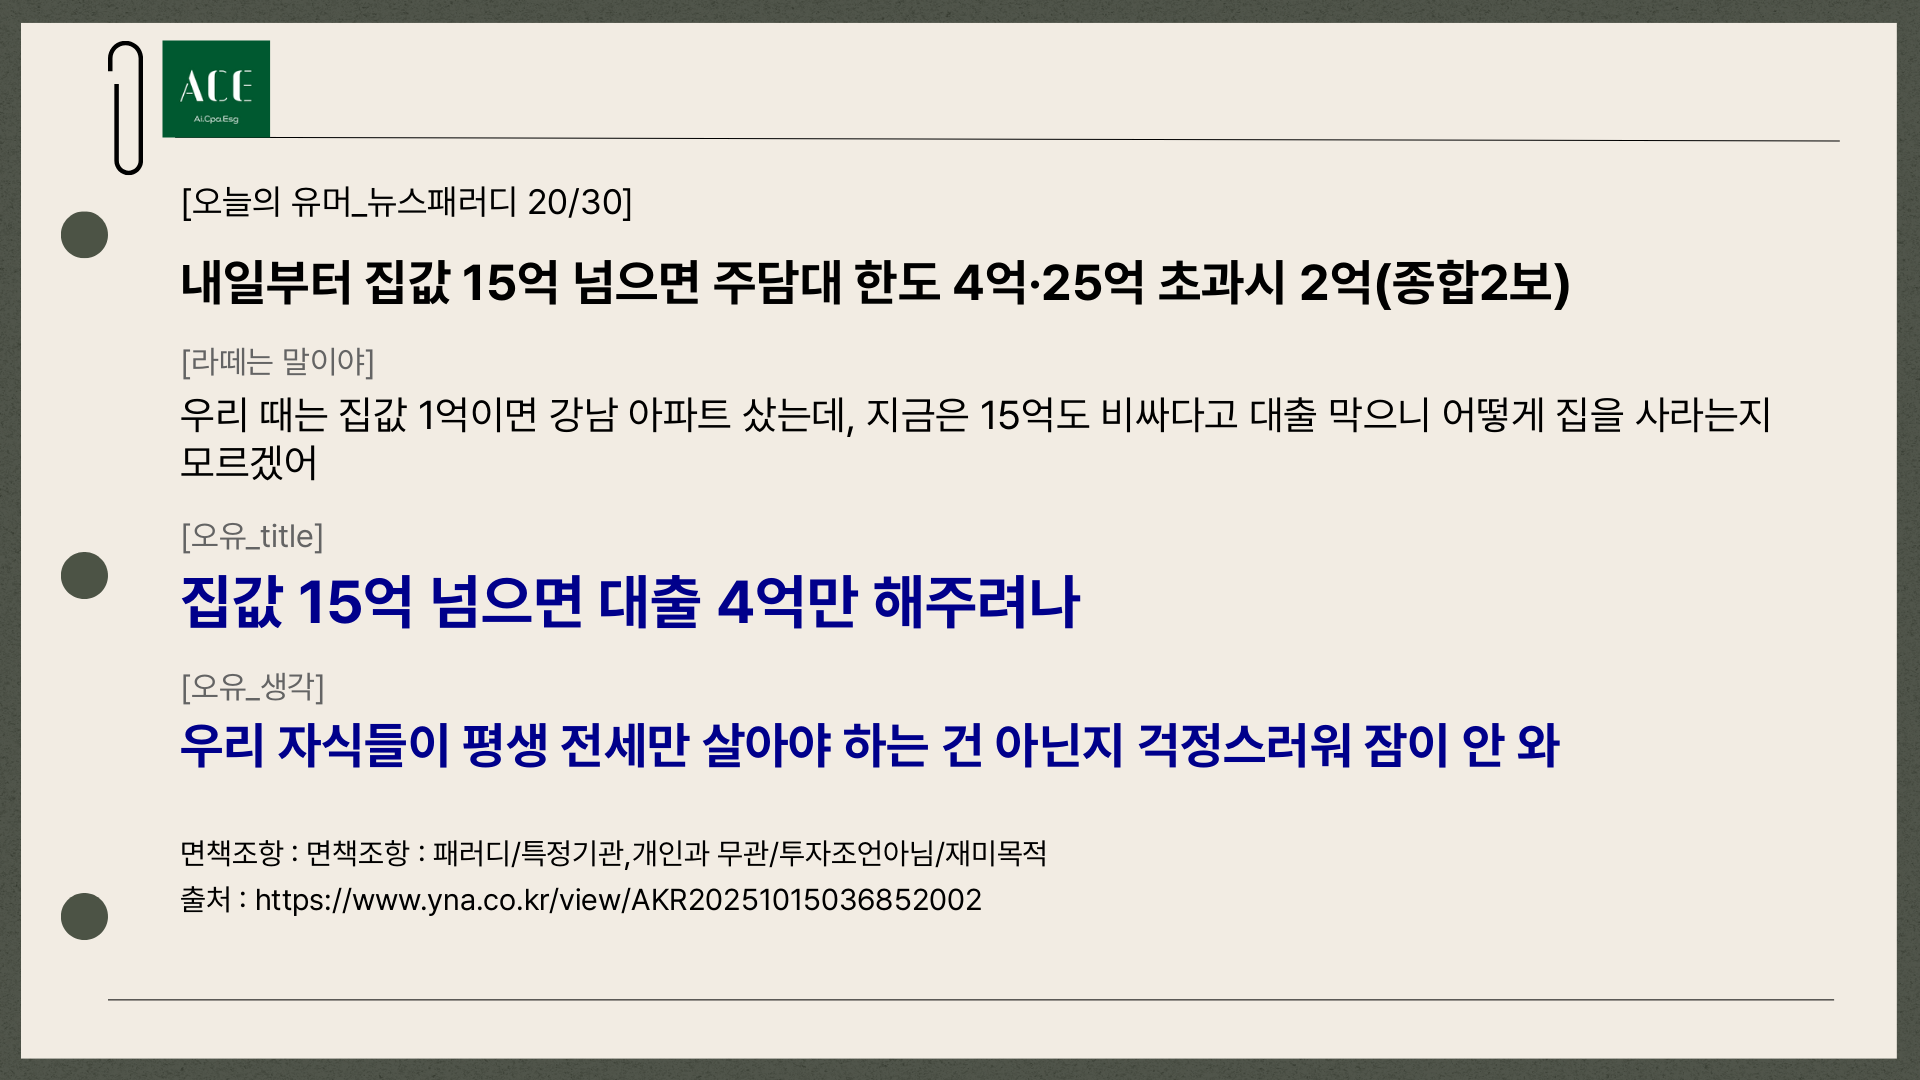 ACE
Ai.Cpa.Esg
[오늘의 유머_뉴스패러디 20/30]
내일부터 집값 15억 넘으면 주담대 한도 4억·25억 초과시 2억(종합2보)
[라떼는 말이야]
우리 때는 집값 1억이면 강남 아파트 샀는데, 지금은 15억도 비싸다고 대출 막으니 어떻게 집을 사라는지
모르겠어
[오유_title]
집값 15억 넘으면 대출 4억만 해주려나
[오유_생각]
우리 자식들이 평생 전세만 살아야 하는 건 아닌지 걱정스러워 잠이 안 와
면책조항 : 면책조항 : 패러디/특정기관,개인과 무관/투자조언아님/재미목적
출처 : https://www.yna.co.kr/view/AKR20251015036852002